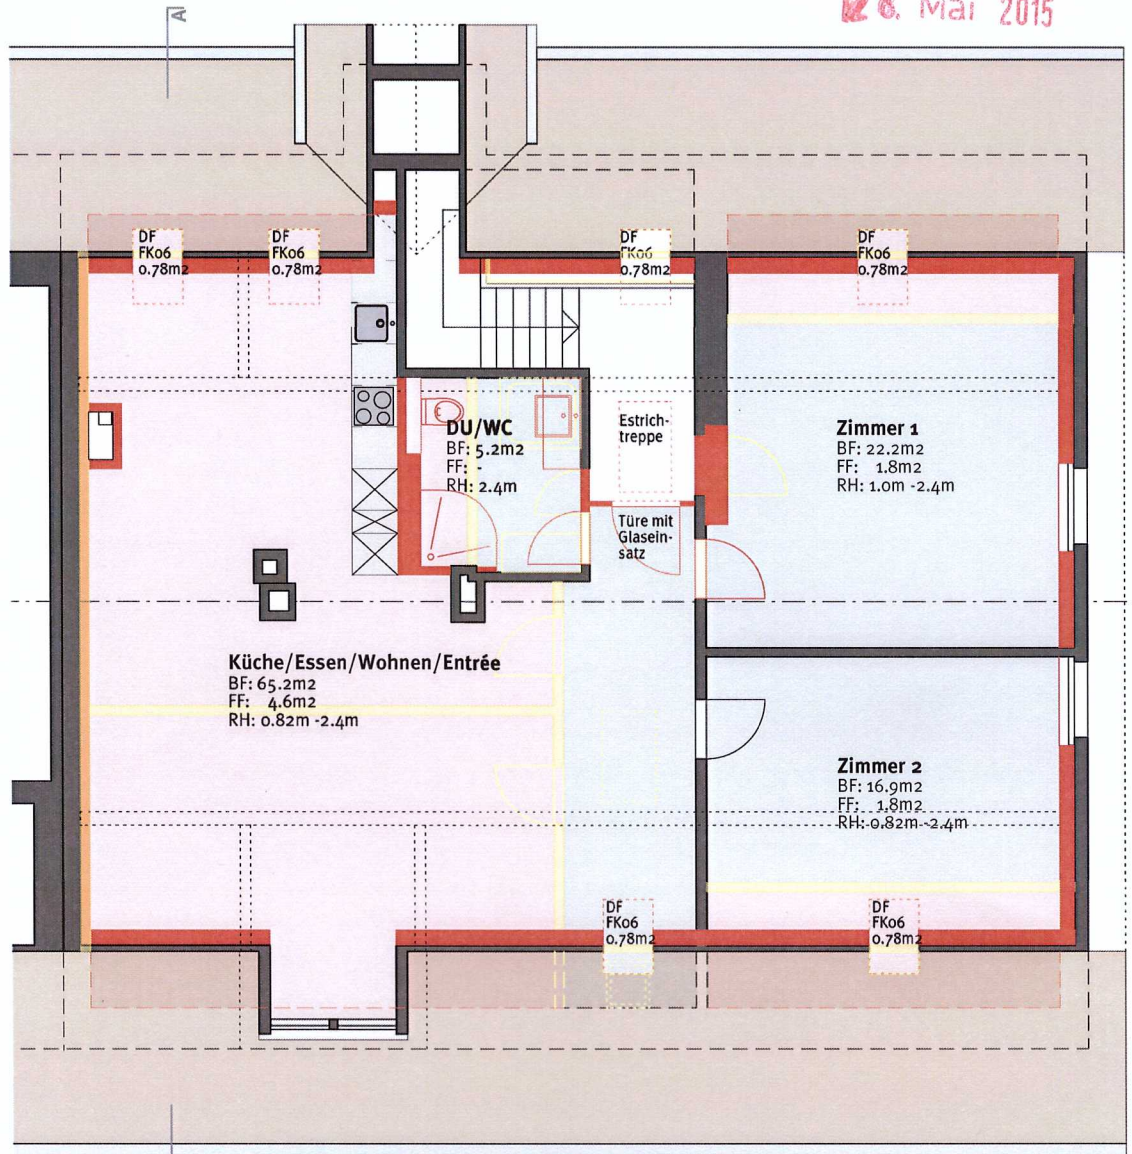 A
6. Mai 2015
DF
FK06
0.78m2
DF
FK06
0.78m2
DF
FK06
0.78m2
DF
FK06
0.78m2
DU/WC
BF: 5.2m2
FF: -
RH: 2.4m
Estrich-
treppe
Zimmer 1
BF: 22.2m2
FF: 1.8m2
RH: 1.0m -2.4m
Türe mit
Glasein-
satz
Küche/Essen/Wohnen/Entrée
BF: 65.2m2
FF: 4.6m2
RH: 0.82m -2.4m
Zimmer 2
BF: 16.9m2
FF: 1.8m2
RH: 0.82m -2.4m
DF
FK06
0.78m2
DF
FK06
0.78m2